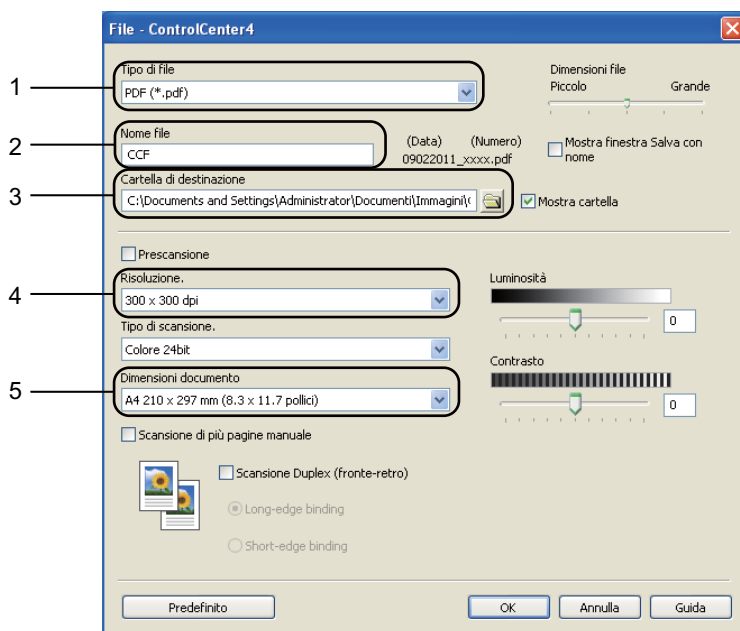 File - ControlCenter4
1
Tipo di file
PDF (*.pdf)
Dimensioni file
Piccolo Grande
2
Nome file
CCF
(Data) (Numero)
09022011_xxxx.pdf
Mostra finestra Salva con
nome
3
Cartella di destinazione
C:\Documents and Settings\Administrator\Documenti\Immagini\
Mostra cartella
Prescansione
4
Risoluzione.
300 x 300 dpi
Luminosità
0
Tipo di scansione.
Colore 24bit
Contrasto
0
5
Dimensioni documento
A4 210 x 297 mm (8.3 x 11.7 pollici)
Scansione di più pagine manuale
Scansione Duplex (fronte-retro)
Long-edge binding
Short-edge binding
Predefinito OK Annulla Guida